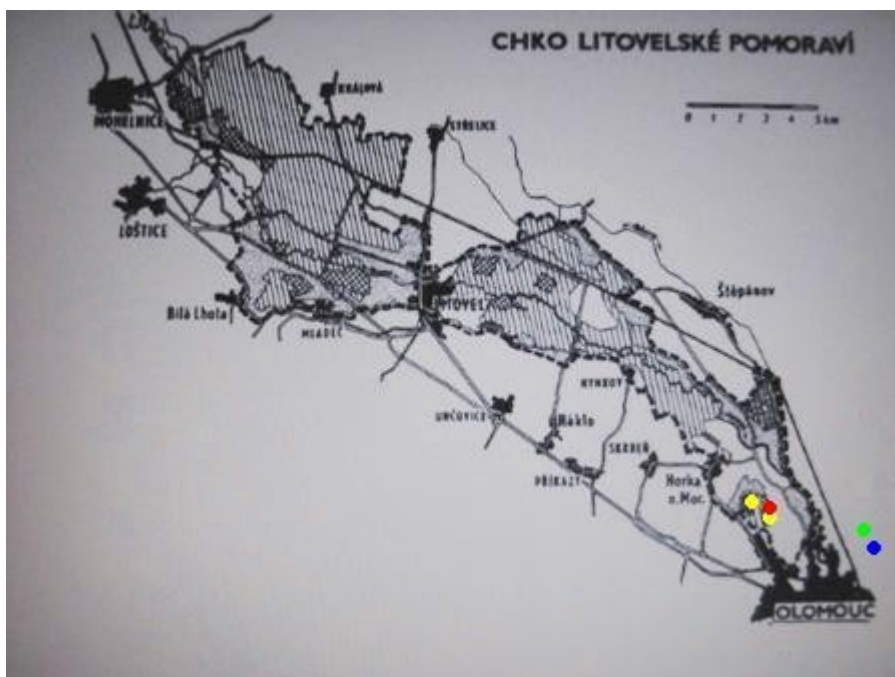 CHKO LITOVELSKÉ POMORAVÍ
KRÁLOVÁ
MOHELNICE
STŘELICE
0 1 2 3 4 5 km
LOŠTICE
Štěpánov
Bílá Lhota
LITOVEL
MLADEČ
HYNKOV
UNČOVICE
Náklo
SKRBEŇ
PŘÍKAZY
Horka
n. Mor.
OLOMOUC